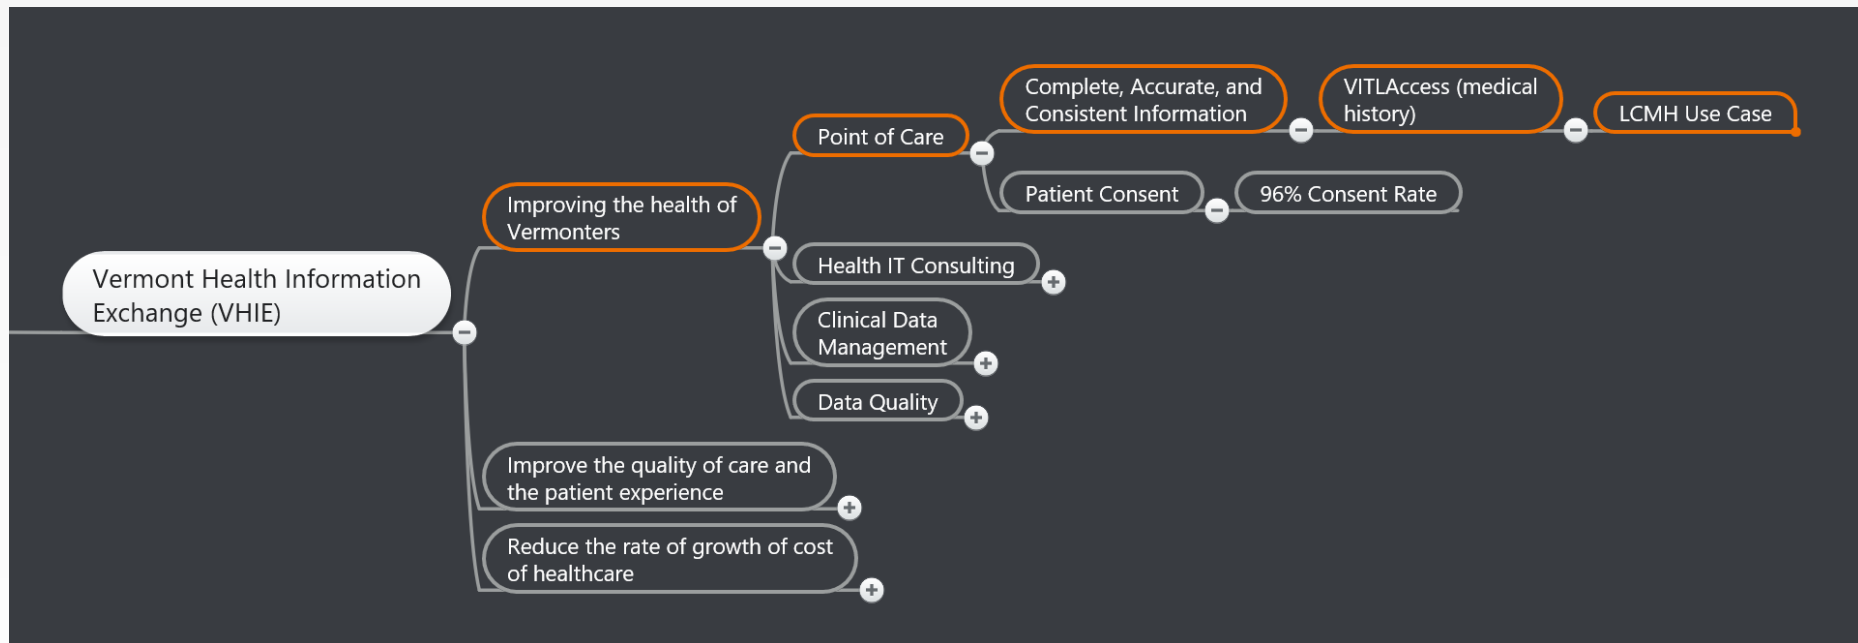 Vermont Health Information
Exchange (VHIE)
Improving the health of
Vermonters
Point of Care
Complete, Accurate, and
Consistent Information
VITLAccess (medical
history)
LCMH Use Case
Patient Consent
96% Consent Rate
Health IT Consulting
Clinical Data
Management
Data Quality
Improve the quality of care and
the patient experience
Reduce the rate of growth of cost
of healthcare